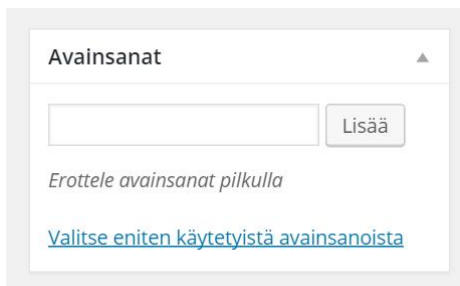 Avainsanat
Lisää
Erottele avainsanat pilkulla
Valitse eniten käytetyistä avainsanoista